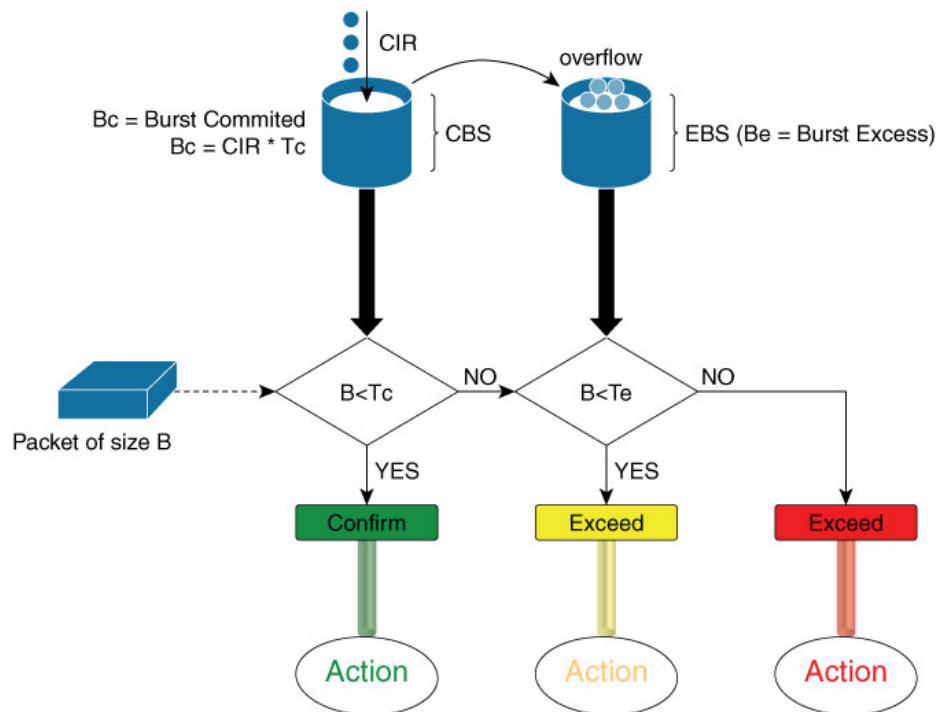 CIR
overflow
Bc = Burst Commited
Bc = CIR * Tc
CBS
EBS (Be = Burst Excess)
B<Tc
NO
B<Te
NO
Packet of size B
YES
YES
Confirm
Exceed
Exceed
Action
Action
Action